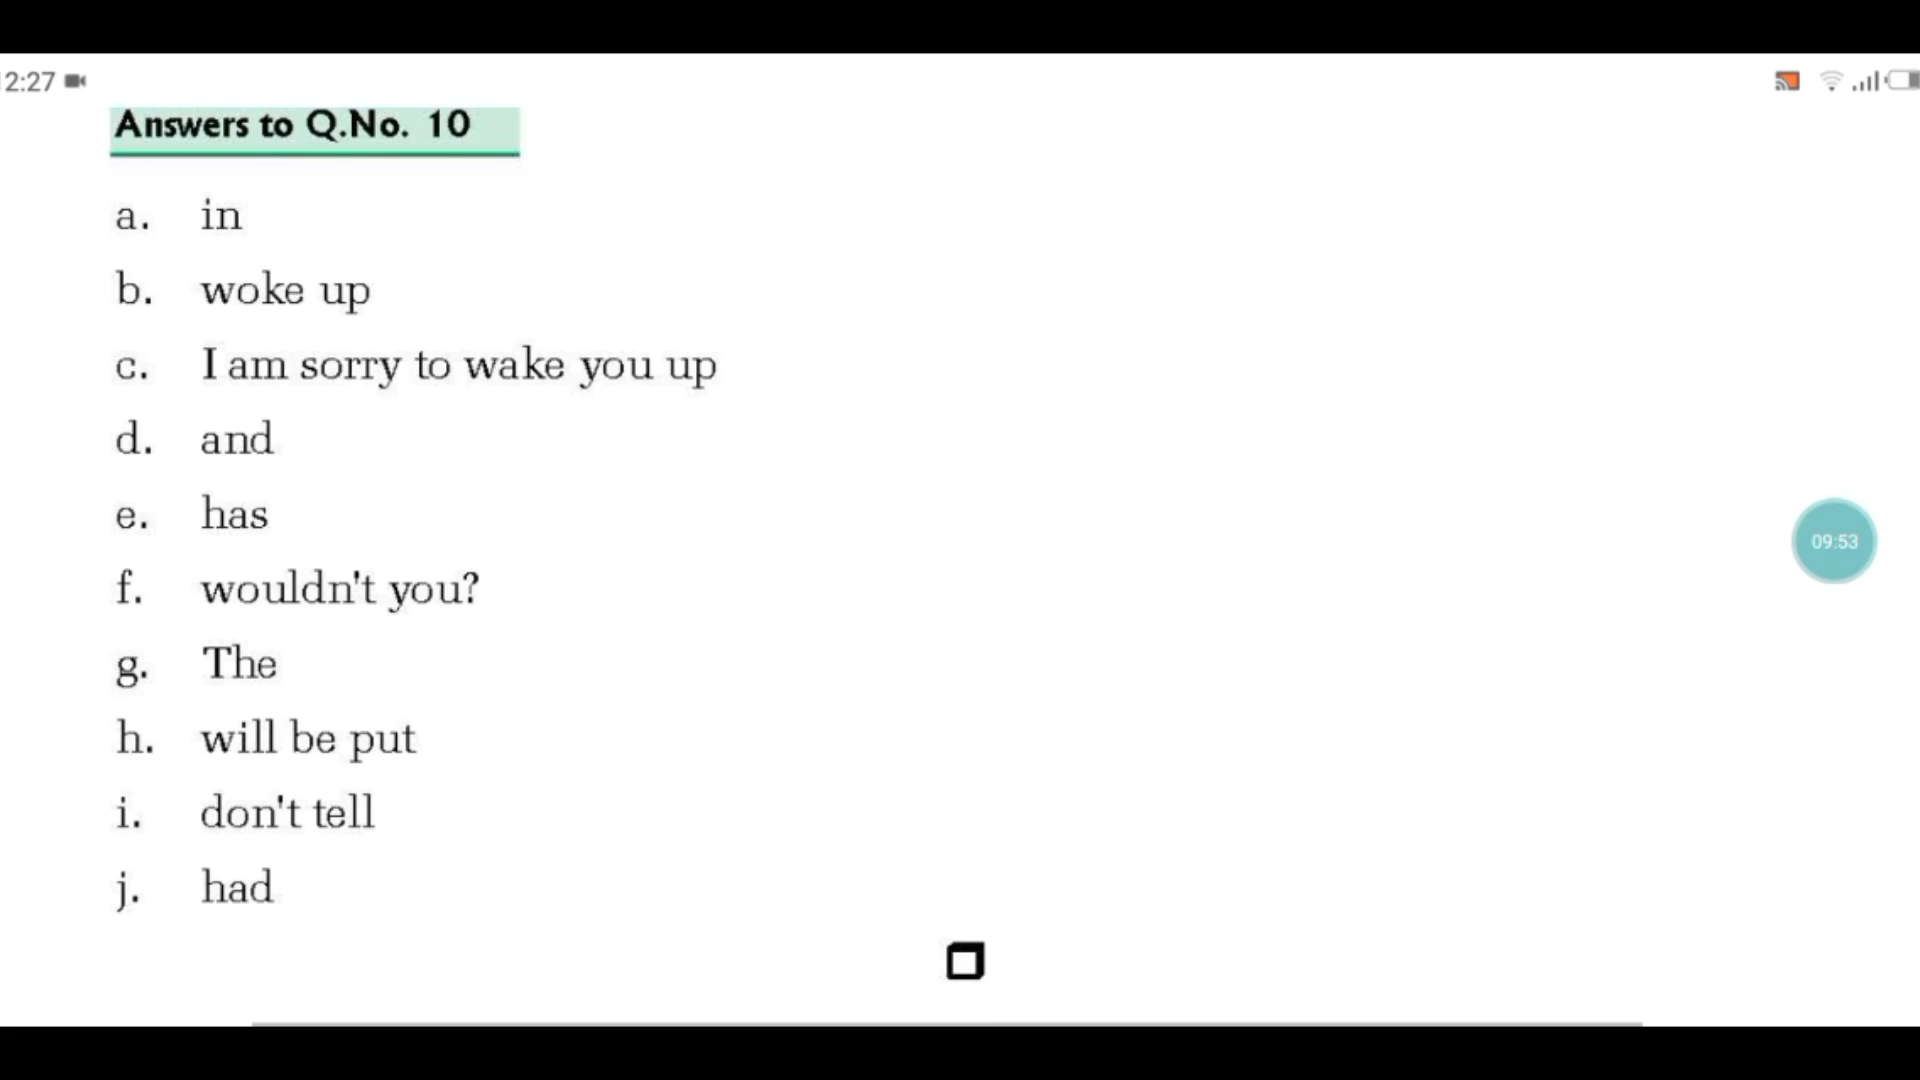 2:27
Answers to Q.No. 10
a. in
b. woke up
c. I am sorry to wake you up
d. and
e. has
f. wouldn't you?
g. The
h. will be put
i. don't tell
j. had
09:53